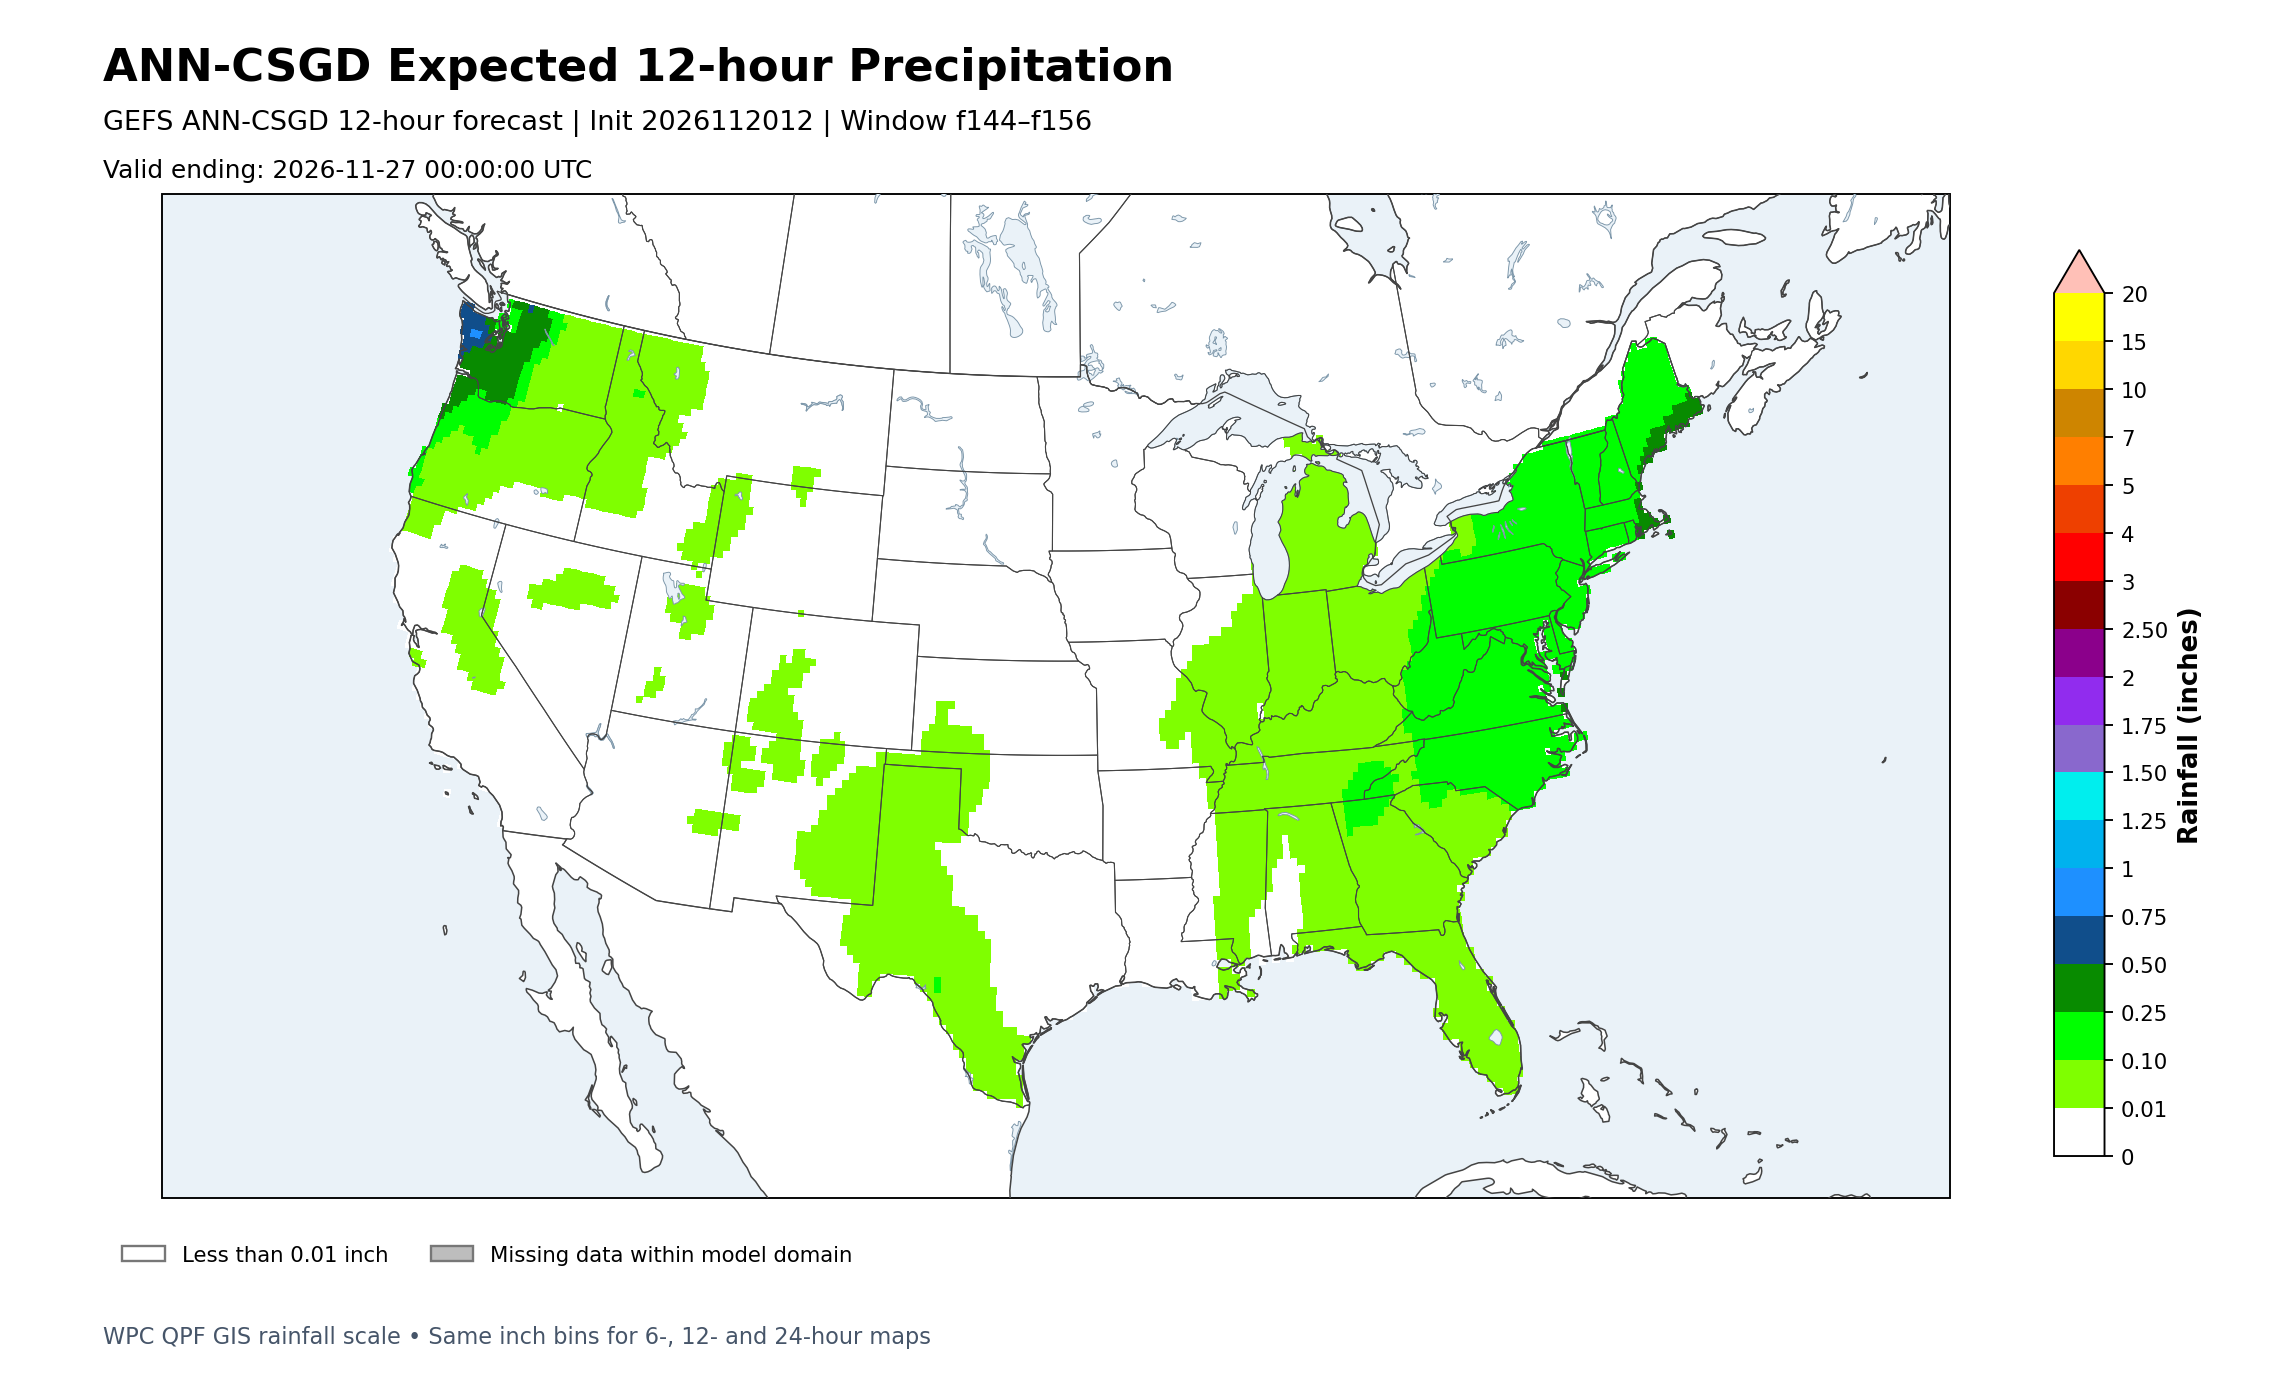 ANN-CSGD Expected 12-hour Precipitation
GEFS ANN-CSGD 12-hour forecast | Init 2026112012 | Window f144–f156
Valid ending: 2026-11-27 00:00:00 UTC
20
15
10
7
5
4
3
2.50
2
1.75
1.50
1.25
1
0.75
0.50
0.25
0.10
0.01
0
Rainfall (inches)
Less than 0.01 inch
Missing data within model domain
WPC QPF GIS rainfall scale • Same inch bins for 6-, 12- and 24-hour maps